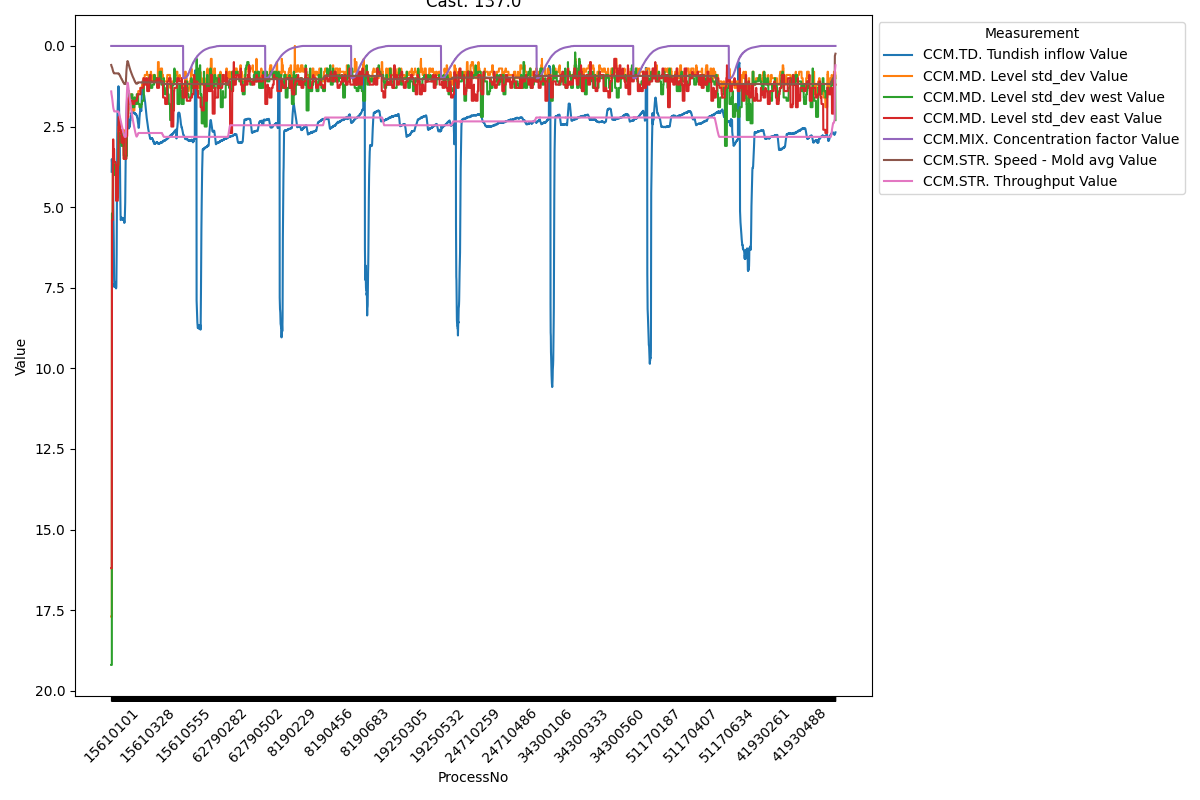 Cast: 137.0
Measurement
CCM.TD. Tundish inflow Value
CCM.MD. Level std_dev Value
CCM.MD. Level std_dev west Value
CCM.MD. Level std_dev east Value
CCM.MIX. Concentration factor Value
CCM.STR. Speed - Mold avg Value
CCM.STR. Throughput Value
Value
0.0
2.5
5.0
7.5
10.0
12.5
15.0
17.5
20.0
15610101
15610328
15610555
62790282
62790502
8190229
8190456
8190683
19250305
19250532
24710259
24710486
34300106
34300333
34300560
51170187
51170407
51170634
41930261
41930488
ProcessNo